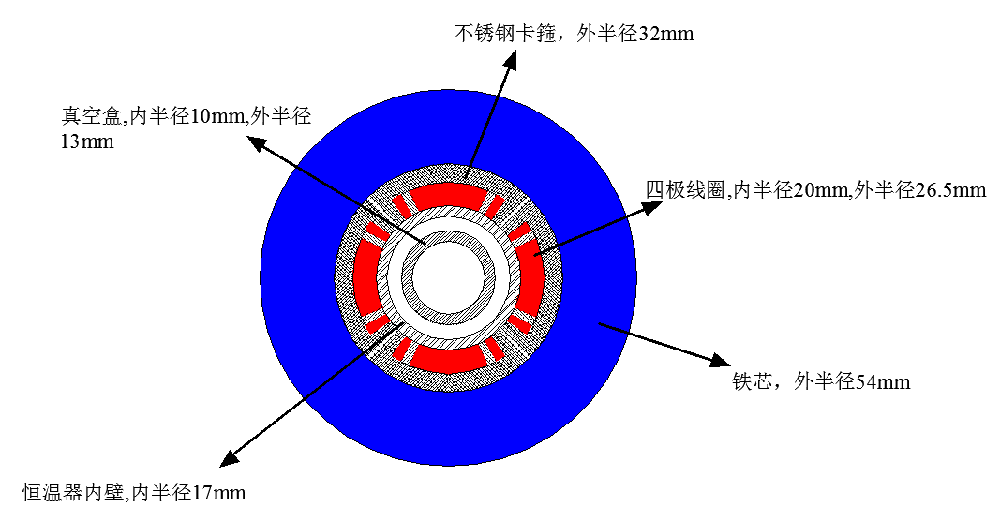 不锈钢卡箍，外半径32mm
真空盒,内半径10mm,外半径
13mm
四极线圈,内半径20mm,外半径26.5mm
铁芯，外半径54mm
恒温器内壁,内半径17mm